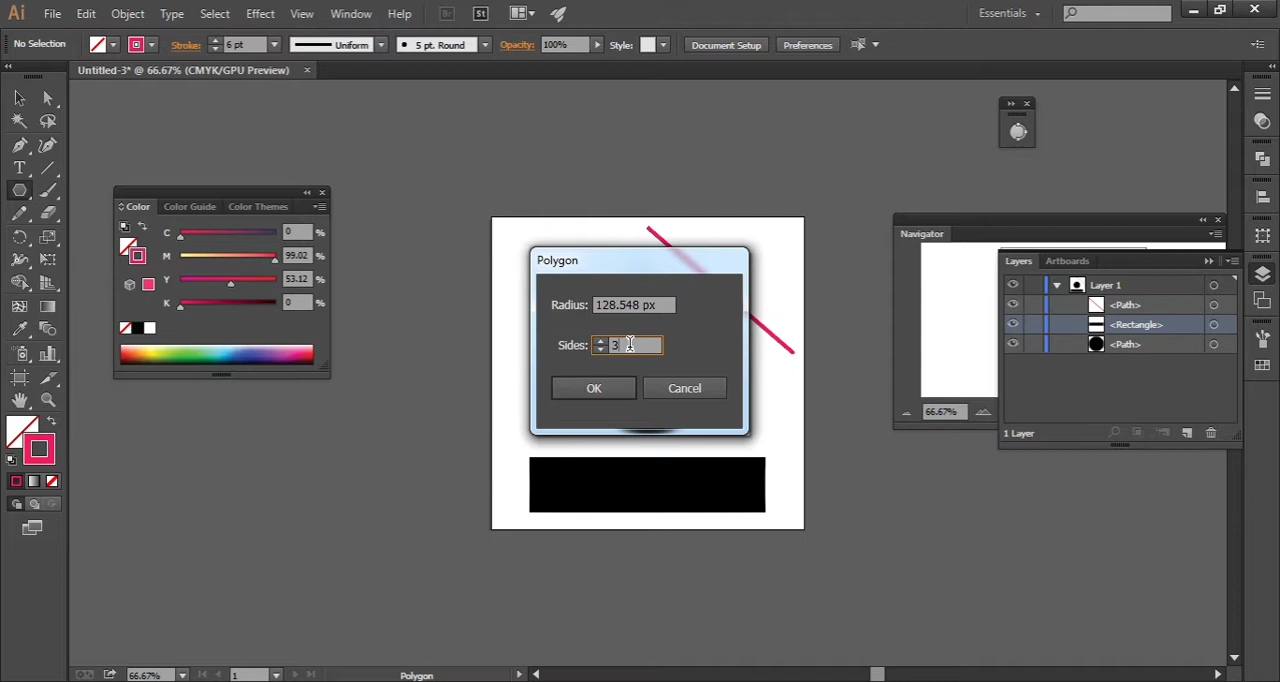 Ai File Edit Object Type Select Effect View Window Help Br St Essentials
No Selection Stroke: 6 pt Uniform 5 pt. Round Opacity: 100% Style: Document Setup Preferences
Untitled-3* @ 66.67% (CMYK/GPU Preview)
Color Color Guide Color Themes
C 0 %
M 99.02 %
Y 53.12 %
K 0 %
Polygon
Radius: 128.548 px
Sides: 3
OK Cancel
Navigator
66.67%
Layers Artboards
Layer 1
<Path>
<Rectangle>
<Path>
1 Layer
66.67% 1 Polygon